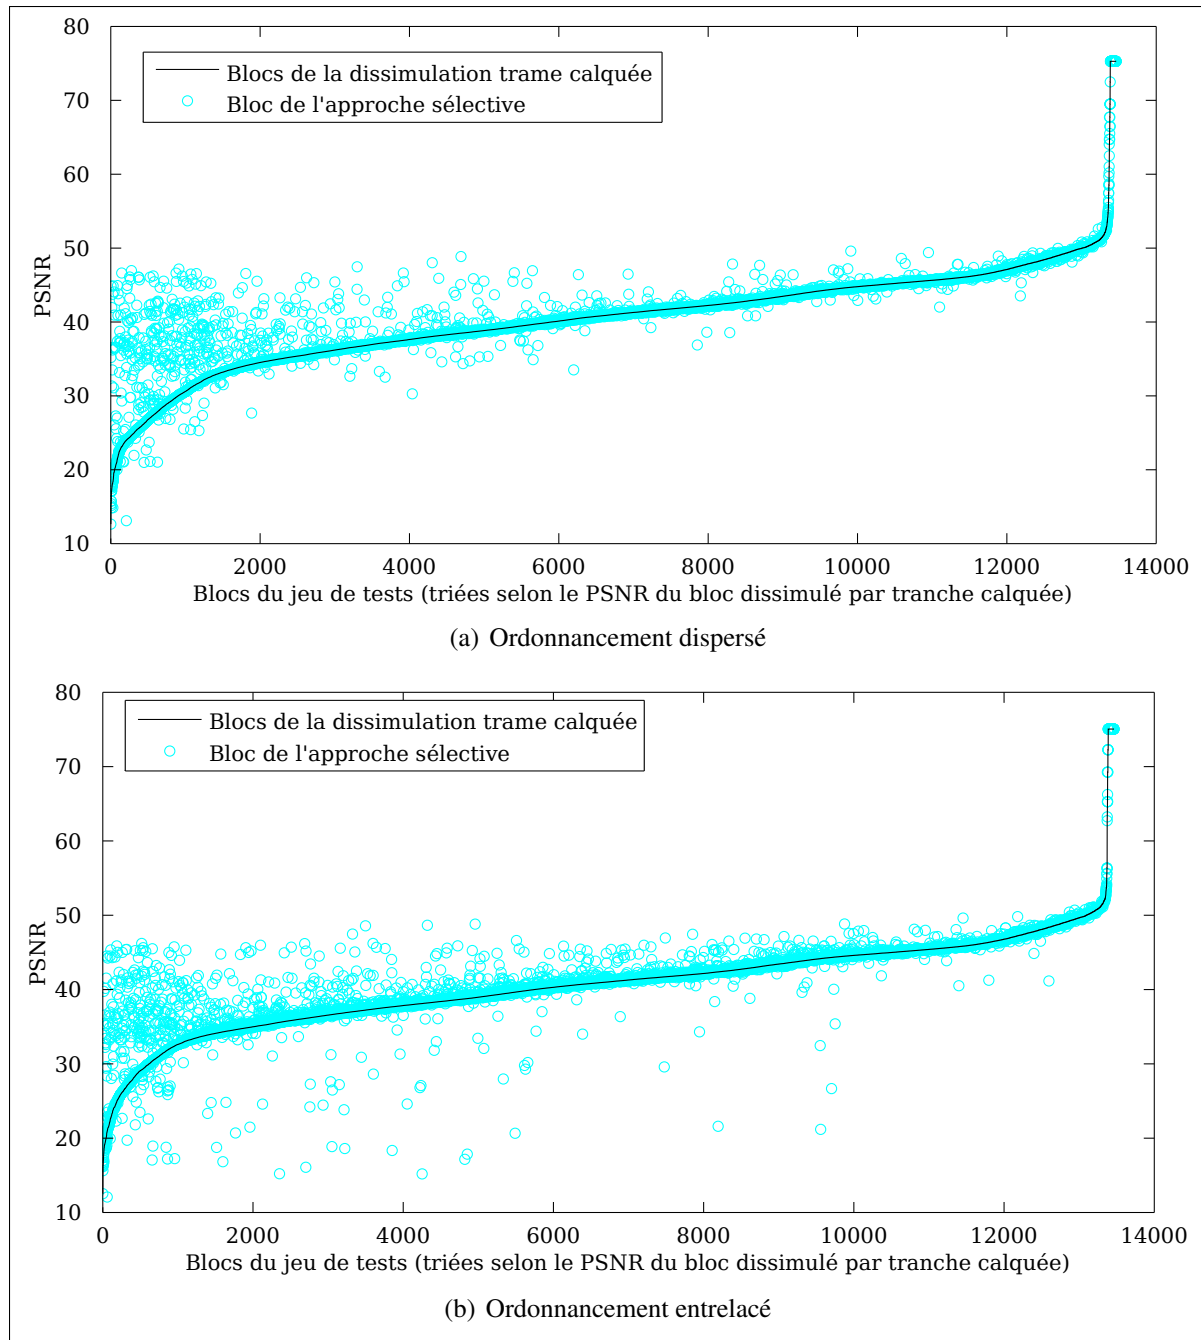 80
70
60
50
40
30
20
10
PSNR
Blocs de la dissimulation trame calquée
Bloc de l'approche sélective
0 2000 4000 6000 8000 10000 12000 14000
Blocs du jeu de tests (triées selon le PSNR du bloc dissimulé par tranche calquée)
(a) Ordonnancement dispersé
80
70
60
50
40
30
20
10
PSNR
Blocs de la dissimulation trame calquée
Bloc de l'approche sélective
0 2000 4000 6000 8000 10000 12000 14000
Blocs du jeu de tests (triées selon le PSNR du bloc dissimulé par tranche calquée)
(b) Ordonnancement entrelacé